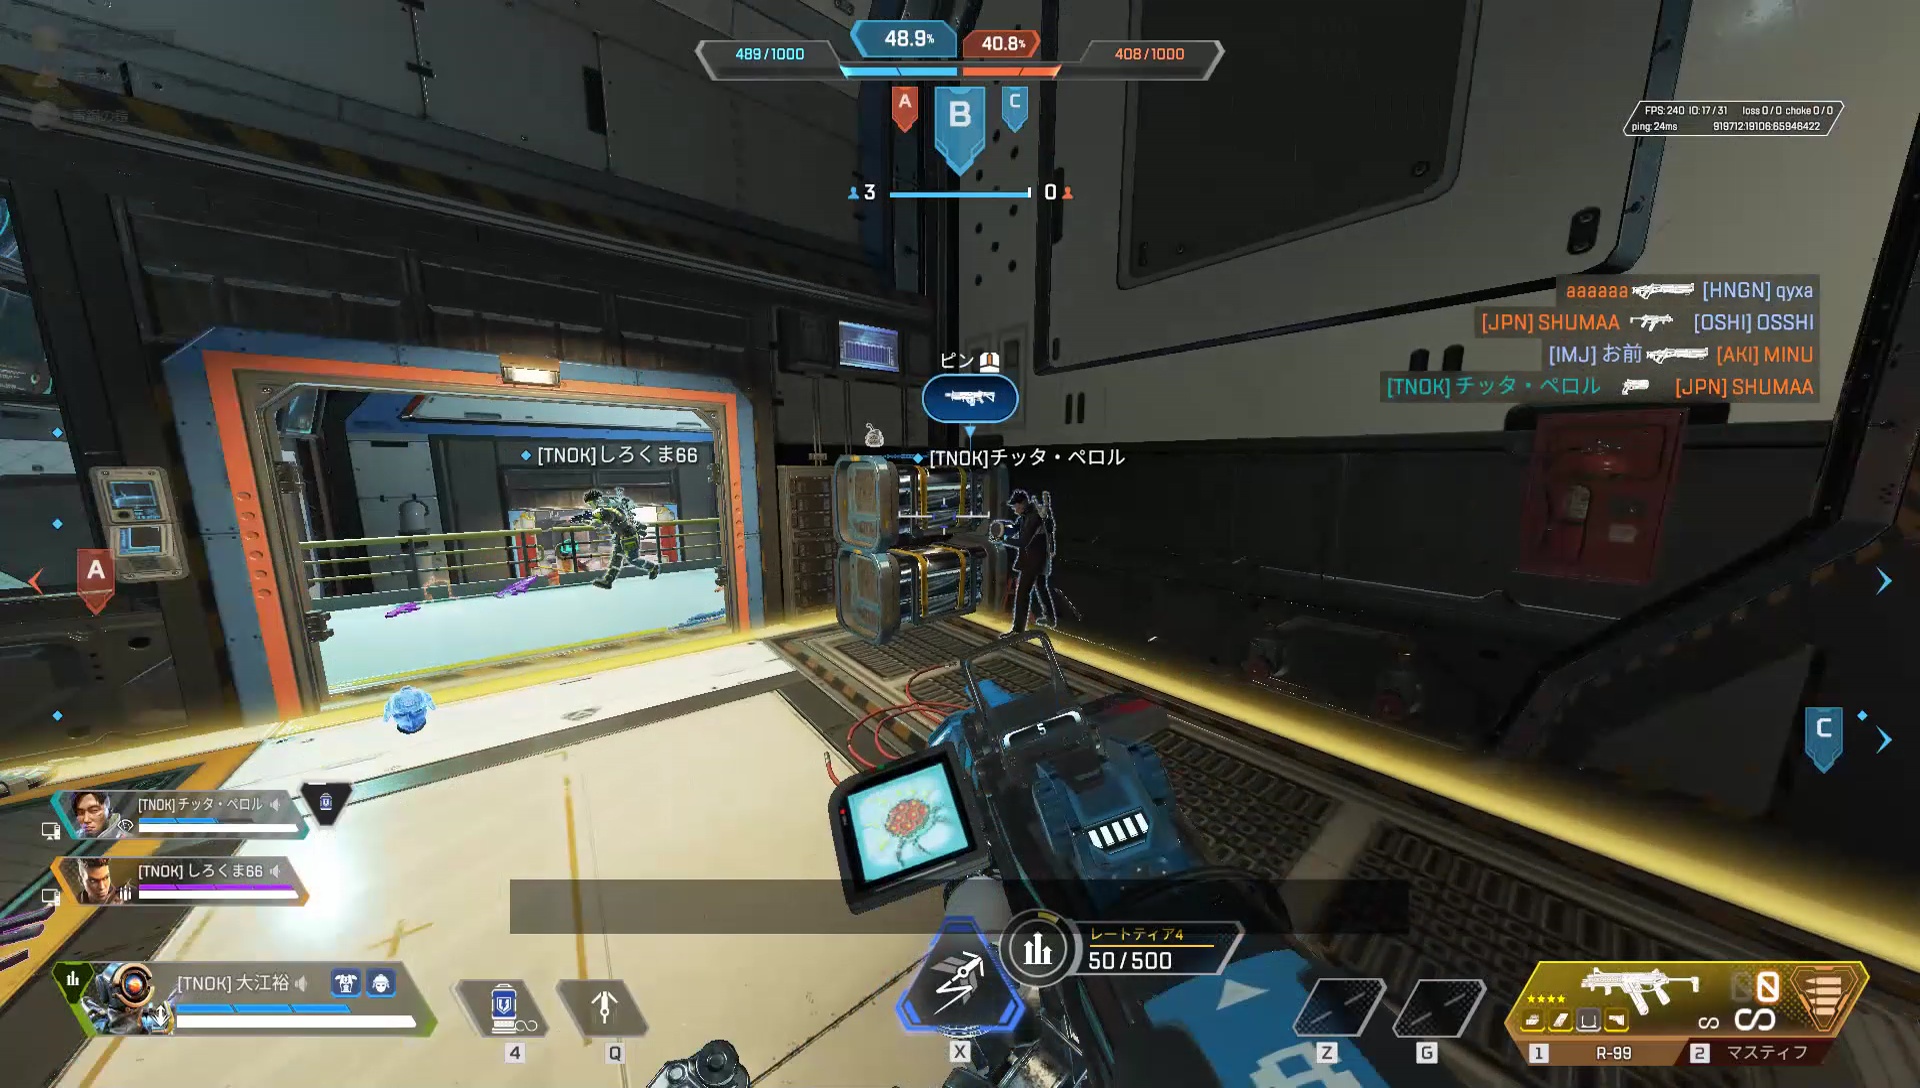 48.9%
40.8%
489/1000
408/1000
A
B
C
3
0
FPS:240 IO:17/31 loss 0/0 choke 0/0
ping:24ms 919712:19106:65946422
aaaaaa [HNGN] qyxa
[JPN] SHUMAA [OSHI] OSSHI
[IMJ] お前 [AKI] MINU
[TNOK] チッタ・ペロル [JPN] SHUMAA
ピン
[TNOK]しろくま66
[TNOK]チッタ・ペロル
A
C
5
[TNOK] チッタ・ペロル
[TNOK] しろくま66
[TNOK] 大江裕
レートティア4
50/500
4
Q
X
Z
G
0
∞ ∞
1 R-99
2 マスティフ